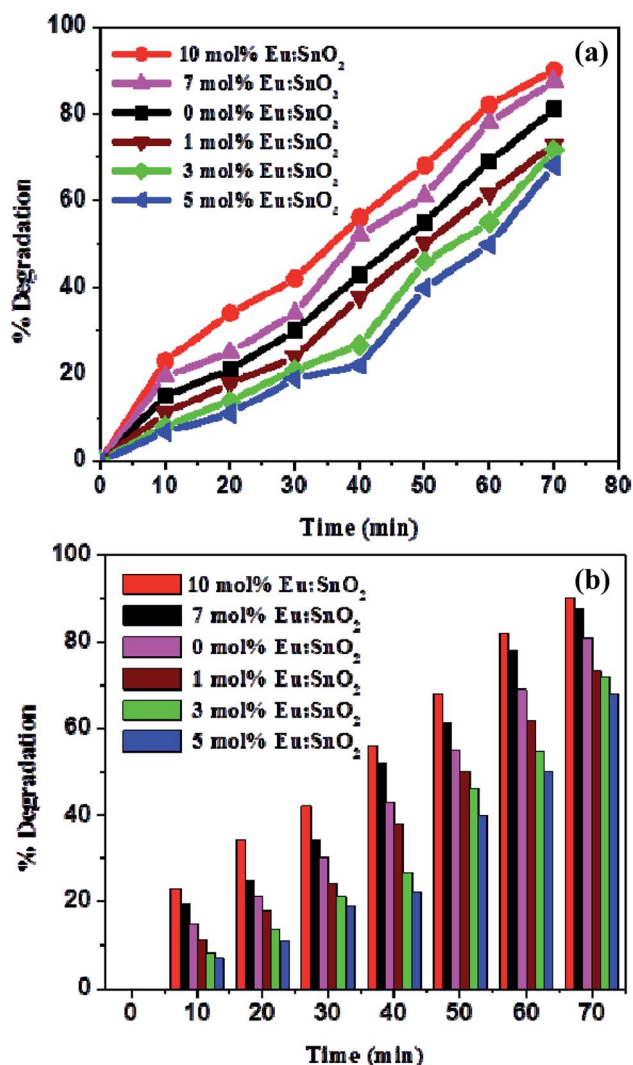 100
(a)
10 mol% Eu:SnO₂
7 mol% Eu:SnO₂
0 mol% Eu:SnO₂
1 mol% Eu:SnO₂
3 mol% Eu:SnO₂
5 mol% Eu:SnO₂
80
60
40
20
0
% Degradation
0 10 20 30 40 50 60 70 80
Time (min)
100
(b)
10 mol% Eu:SnO₂
7 mol% Eu:SnO₂
0 mol% Eu:SnO₂
1 mol% Eu:SnO₂
3 mol% Eu:SnO₂
5 mol% Eu:SnO₂
80
60
40
20
0
% Degradation
0 10 20 30 40 50 60 70
Time (min)